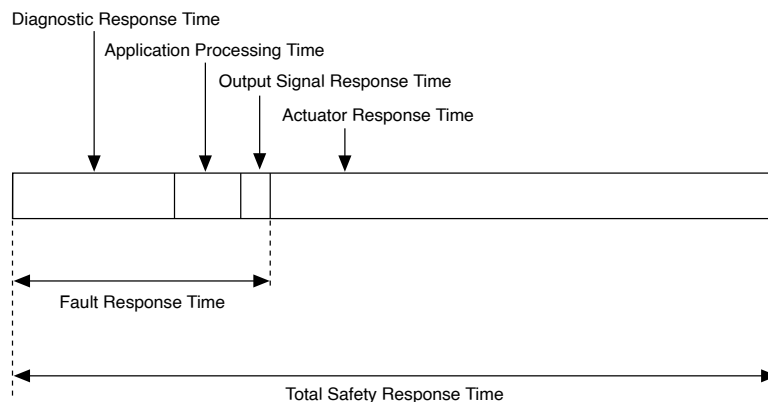 Diagnostic Response Time
Application Processing Time
Output Signal Response Time
Actuator Response Time
Fault Response Time
Total Safety Response Time